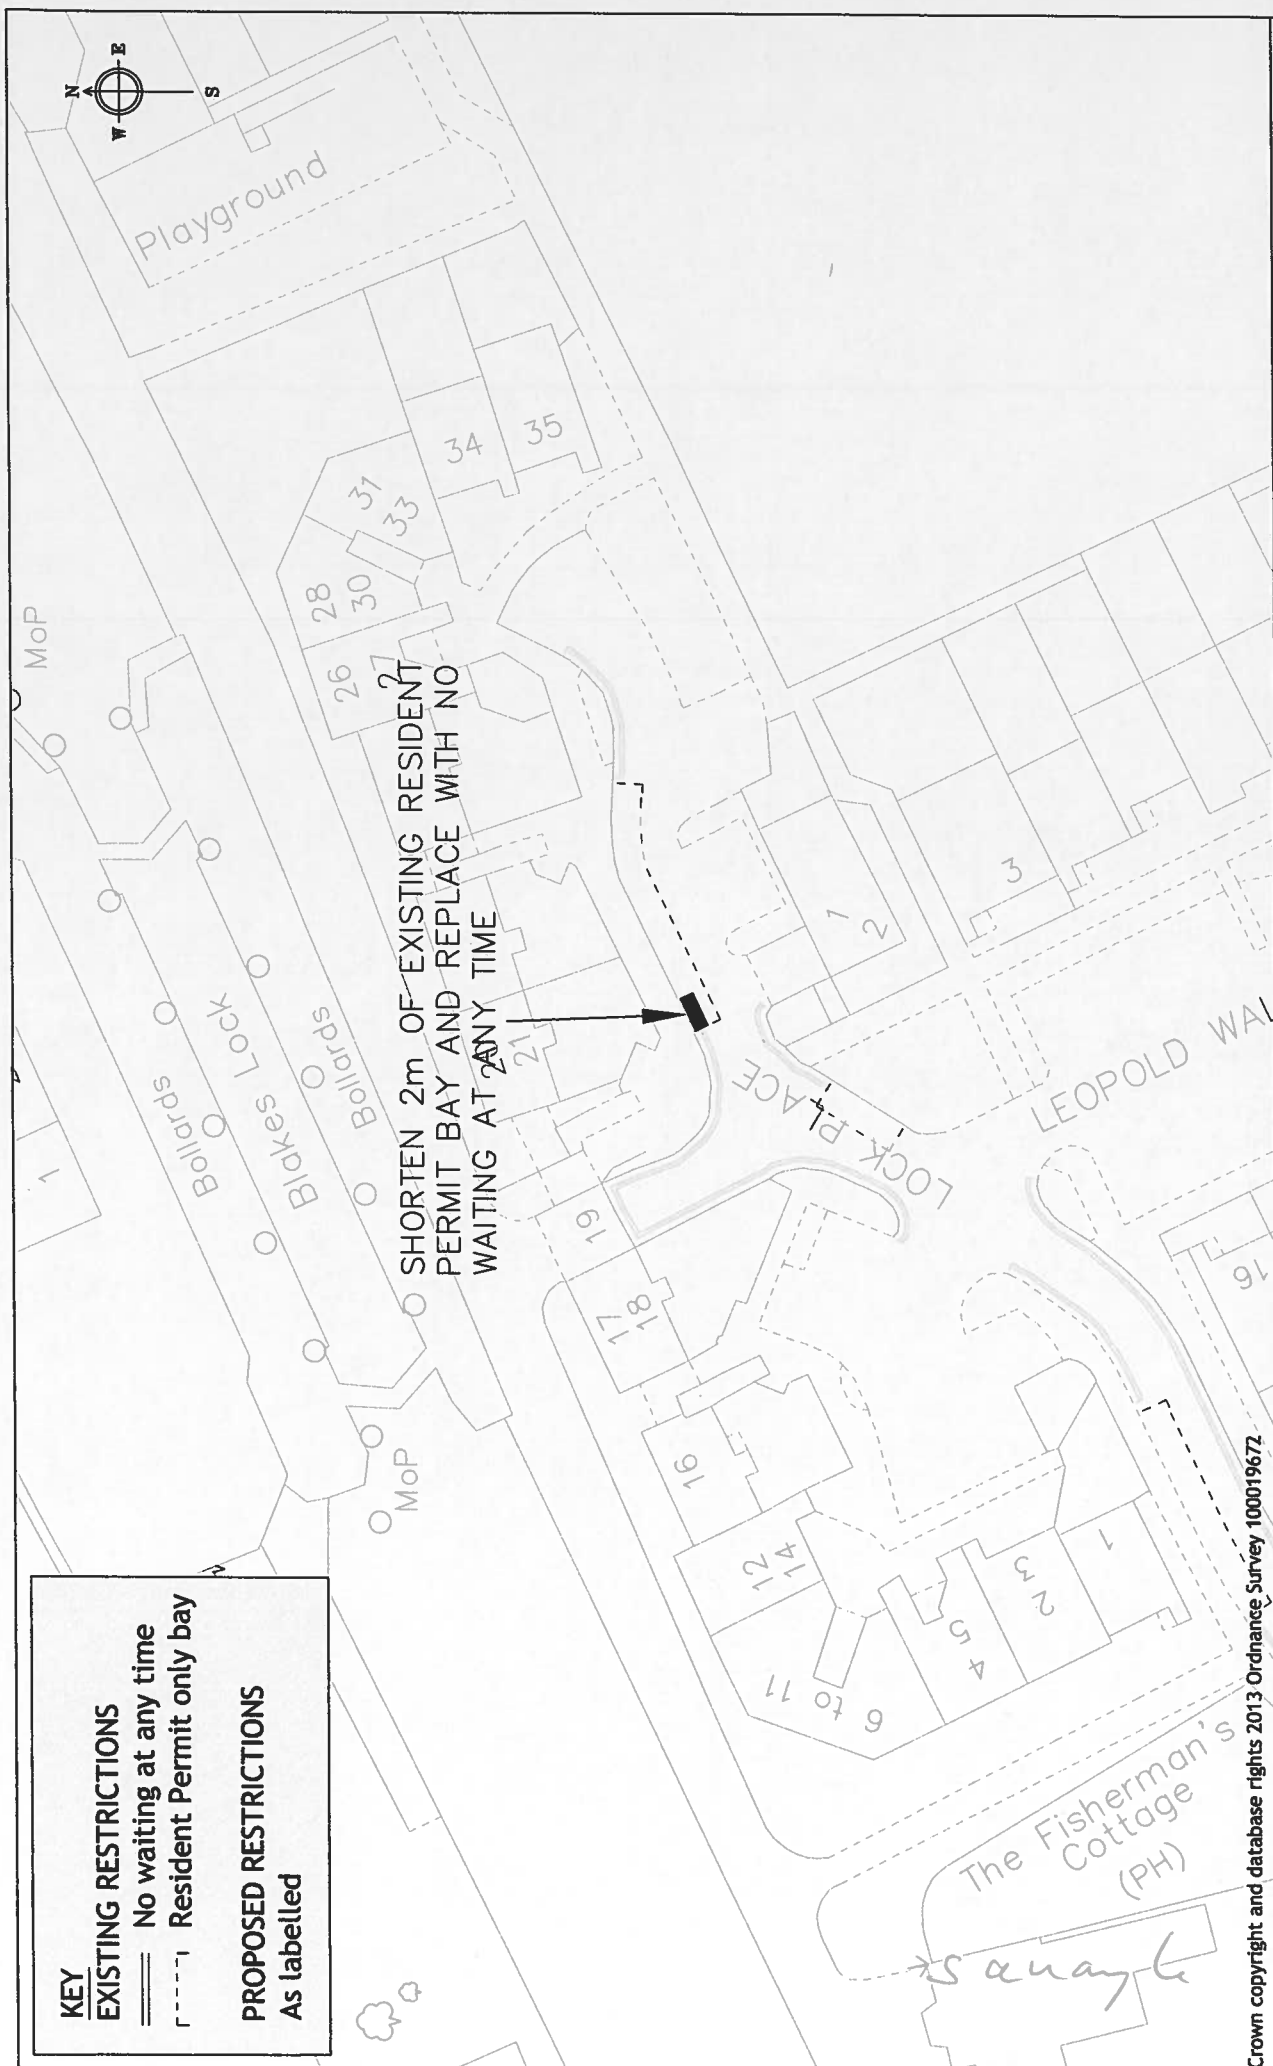 KEY
EXISTING RESTRICTIONS
No waiting at any time
Resident Permit only bay
PROPOSED RESTRICTIONS
As labelled
N
W
E
S
SHORTEN 2m OF EXISTING RESIDENT
PERMIT BAY AND REPLACE WITH NO
WAITING AT ANY TIME
MoP
Bollards
Blakes Lock
Bollards
MoP
Playground
1
26
27
28
30
31
33
34
35
21
20
19
17
18
16
12
14
6 to 11
4
5
2
3
1
LOCK PLACE
1
2
3
LEOPOLD WA
16
The Fisherman's
Cottage
(PH)
Crown copyright and database rights 2013 Ordnance Survey 100019672